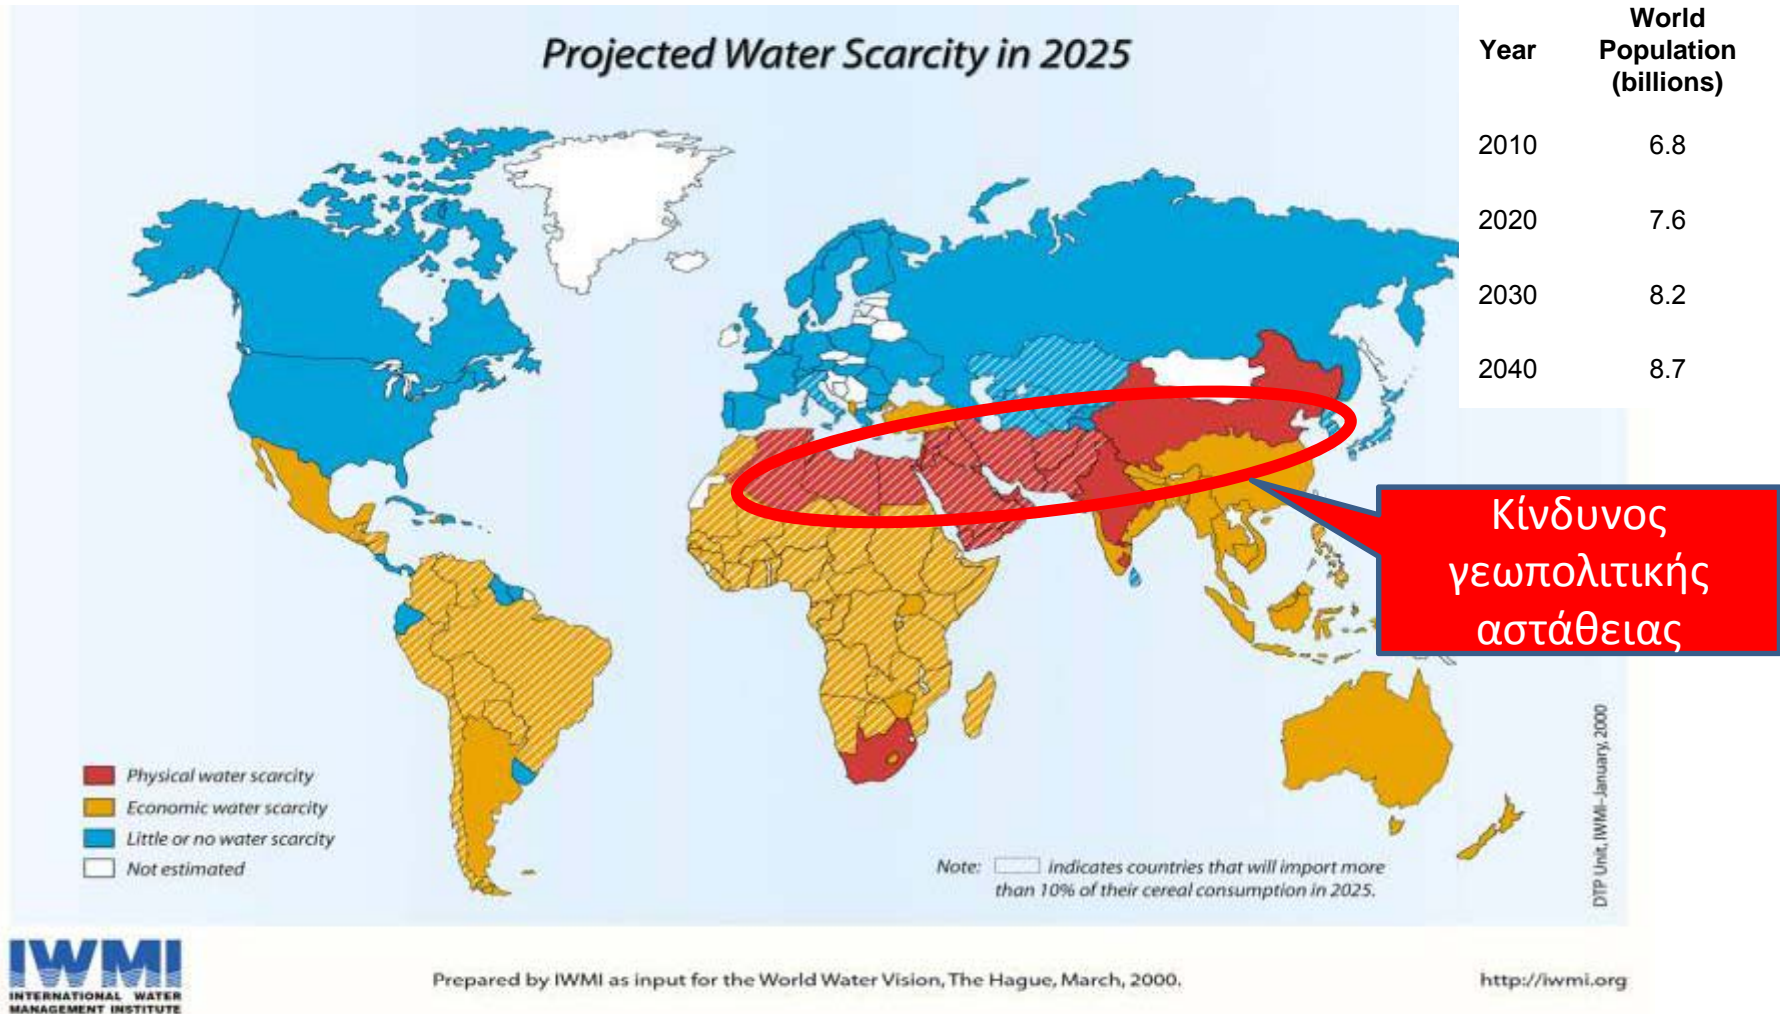 Projected Water Scarcity in 2025
Year World Population (billions)
2010 6.8
2020 7.6
2030 8.2
2040 8.7
Κίνδυνος
γεωπολιτικής
αστάθειας
Physical water scarcity
Economic water scarcity
Little or no water scarcity
Not estimated
Note: indicates countries that will import more
than 10% of their cereal consumption in 2025.
DTP Unit, IWMI–January, 2000
IWMI
INTERNATIONAL WATER
MANAGEMENT INSTITUTE
Prepared by IWMI as input for the World Water Vision, The Hague, March, 2000.
http://iwmi.org